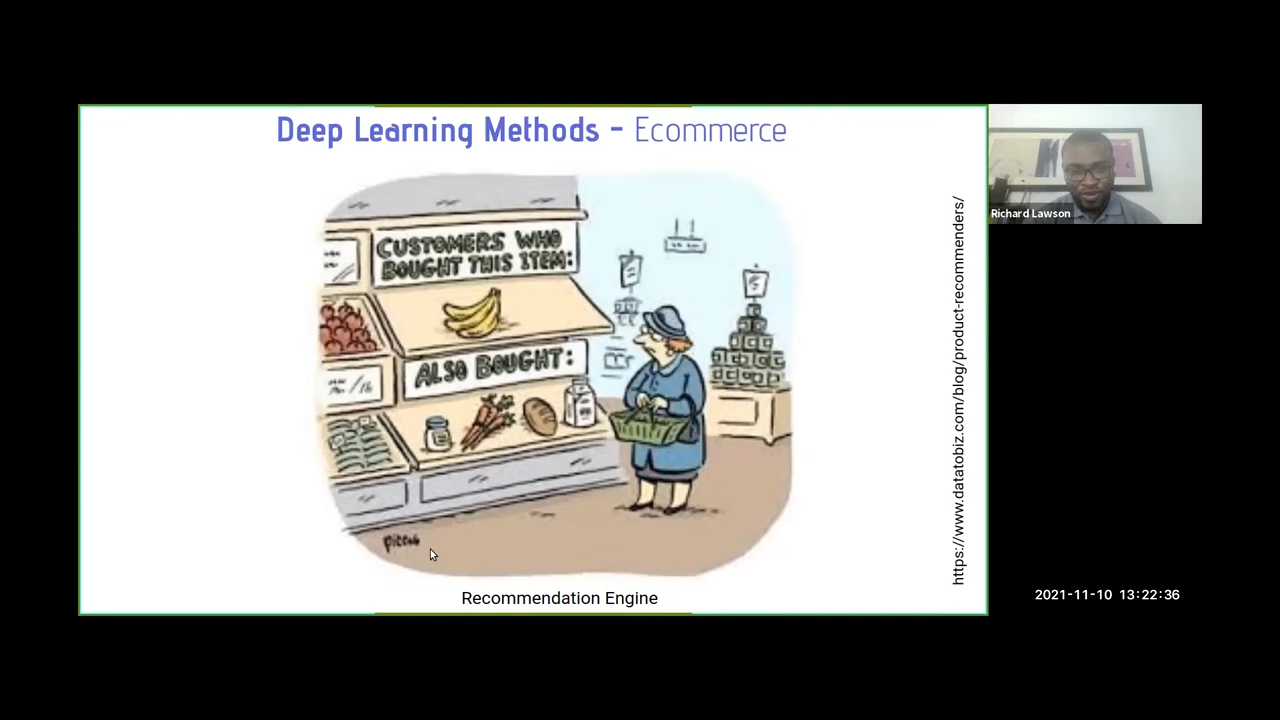 Deep Learning Methods - Ecommerce
CUSTOMERS WHO
BOUGHT THIS ITEM:
ALSO BOUGHT:
Recommendation Engine
https://www.datatobiz.com/blog/product-recommenders/
Richard Lawson
2021-11-10 13:22:36